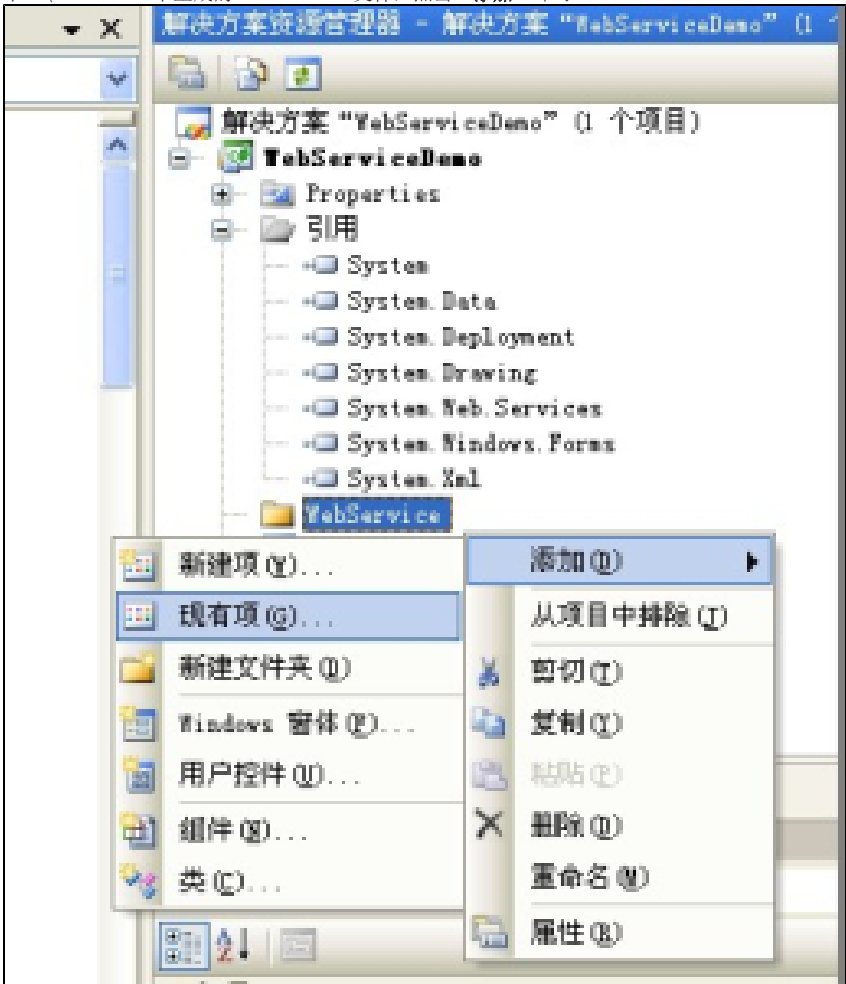 解决方案资源管理器 - 解决方案 "WebServiceDemo" (1
解决方案 "WebServiceDemo" (1 个项目)
WebServiceDemo
Properties
引用
System
System.Data
System.Deployment
System.Drawing
System.Web.Services
System.Windows.Forms
System.Xml
WebService
添加(D)
从项目中排除(J)
剪切(T)
复制(Y)
粘贴(P)
删除(D)
重命名(M)
属性(R)
新建项(W)...
现有项(G)...
新建文件夹(D)
Windows 窗体(F)...
用户控件(U)...
组件(N)...
类(C)...